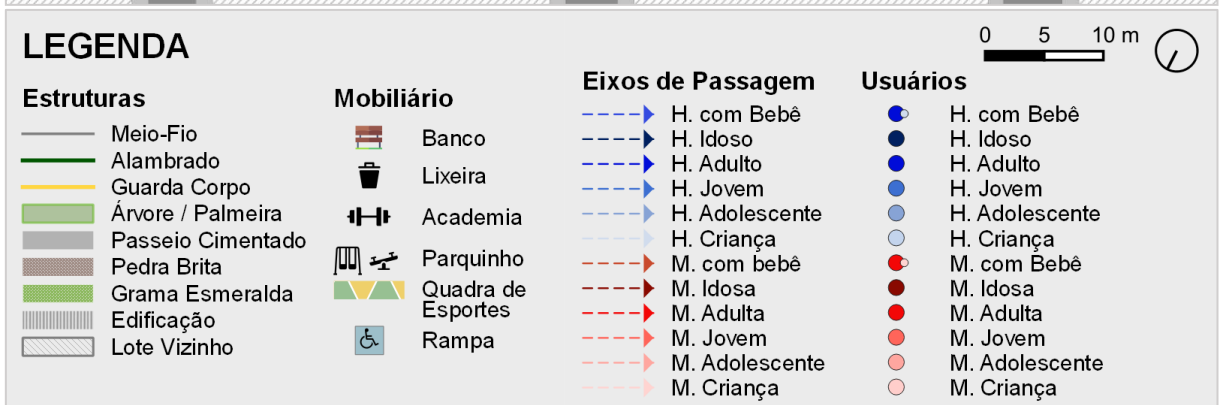 LEGENDA
0 5 10 m
Estruturas
Meio-Fio
Alambrado
Guarda Corpo
Árvore / Palmeira
Passeio Cimentado
Pedra Brita
Grama Esmeralda
Edificação
Lote Vizinho
Mobiliário
Banco
Lixeira
Academia
Parquinho
Quadra de
Esportes
Rampa
Eixos de Passagem
H. com Bebê
H. Idoso
H. Adulto
H. Jovem
H. Adolescente
H. Criança
M. com bebê
M. Idosa
M. Adulta
M. Jovem
M. Adolescente
M. Criança
Usuários
H. com Bebê
H. Idoso
H. Adulto
H. Jovem
H. Adolescente
H. Criança
M. com Bebê
M. Idosa
M. Adulta
M. Jovem
M. Adolescente
M. Criança